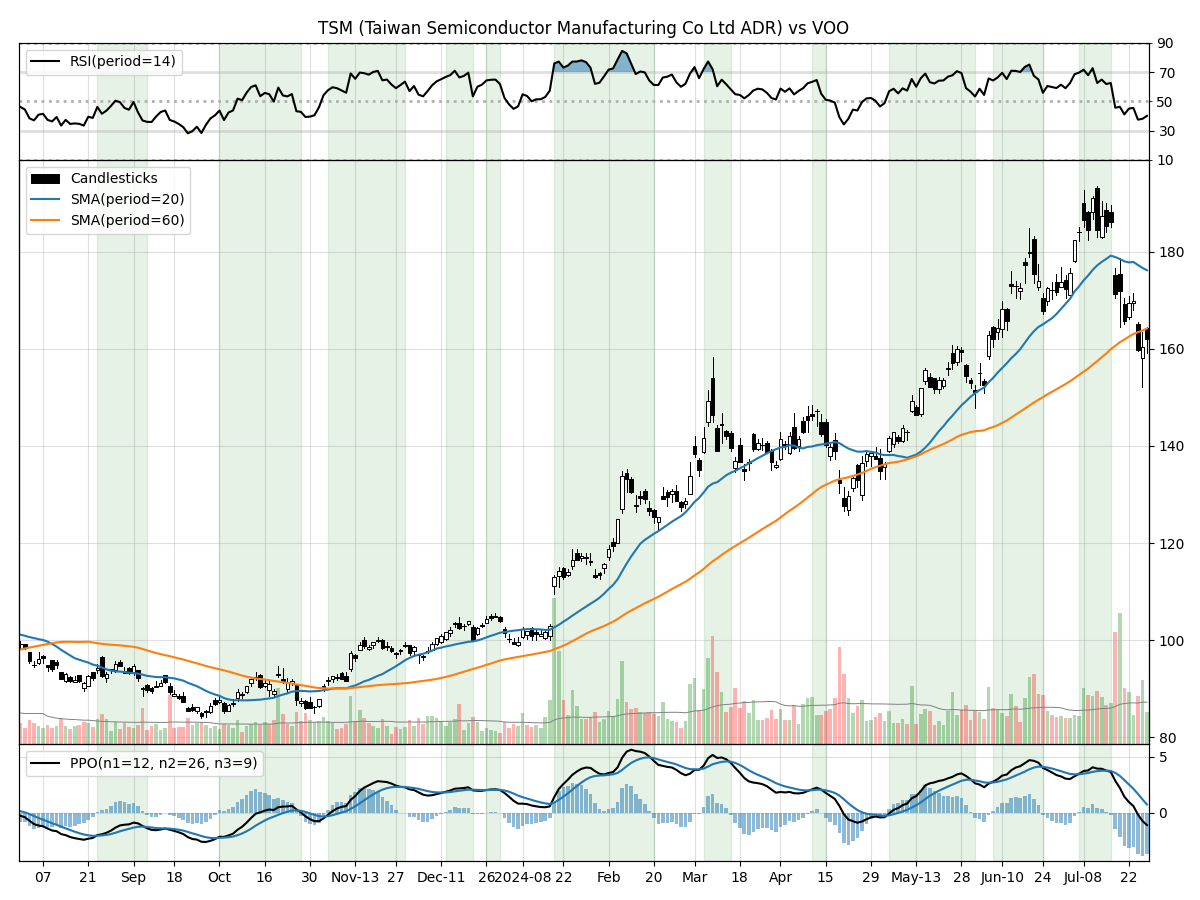 TSM (Taiwan Semiconductor Manufacturing Co Ltd ADR) vs VOO
RSI(period=14)
90
70
50
30
10
Candlesticks
SMA(period=20)
SMA(period=60)
180
160
140
120
100
80
PPO(n1=12, n2=26, n3=9)
5
0
07 21 Sep 18 Oct 16 30 Nov-13 27 Dec-11 26 2024-08 22 Feb 20 Mar 18 Apr 15 29 May-13 28 Jun-10 24 Jul-08 22